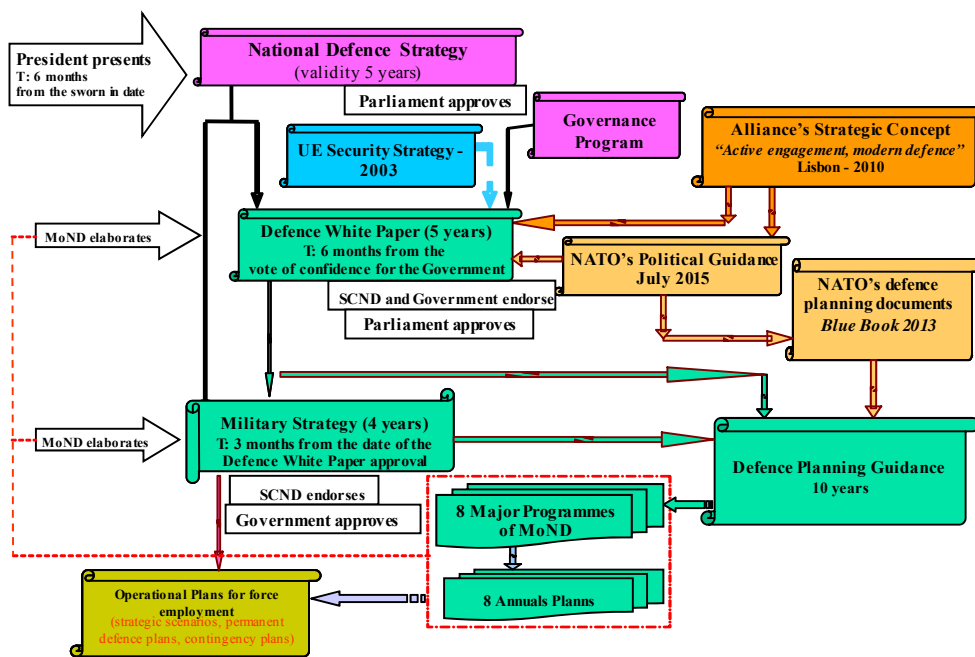 President presents
T: 6 months
from the sworn in date
National Defence Strategy
(validity 5 years)
Parliament approves
UE Security Strategy -
2003
Governance
Program
Alliance's Strategic Concept
"Active engagement, modern defence"
Lisbon - 2010
MoND elaborates
Defence White Paper (5 years)
T: 6 months from the
vote of confidence for the Government
SCND and Government endorse
Parliament approves
NATO's Political Guidance
July 2015
NATO's defence
planning documents
Blue Book 2013
MoND elaborates
Military Strategy (4 years)
T: 3 months from the date of the
Defence White Paper approval
SCND endorses
Government approves
Defence Planning Guidance
10 years
8 Major Programmes
of MoND
8 Annuals Planns
Operational Plans for force
employment
(strategic scenarios, permanent
defence plans, contingency plans)